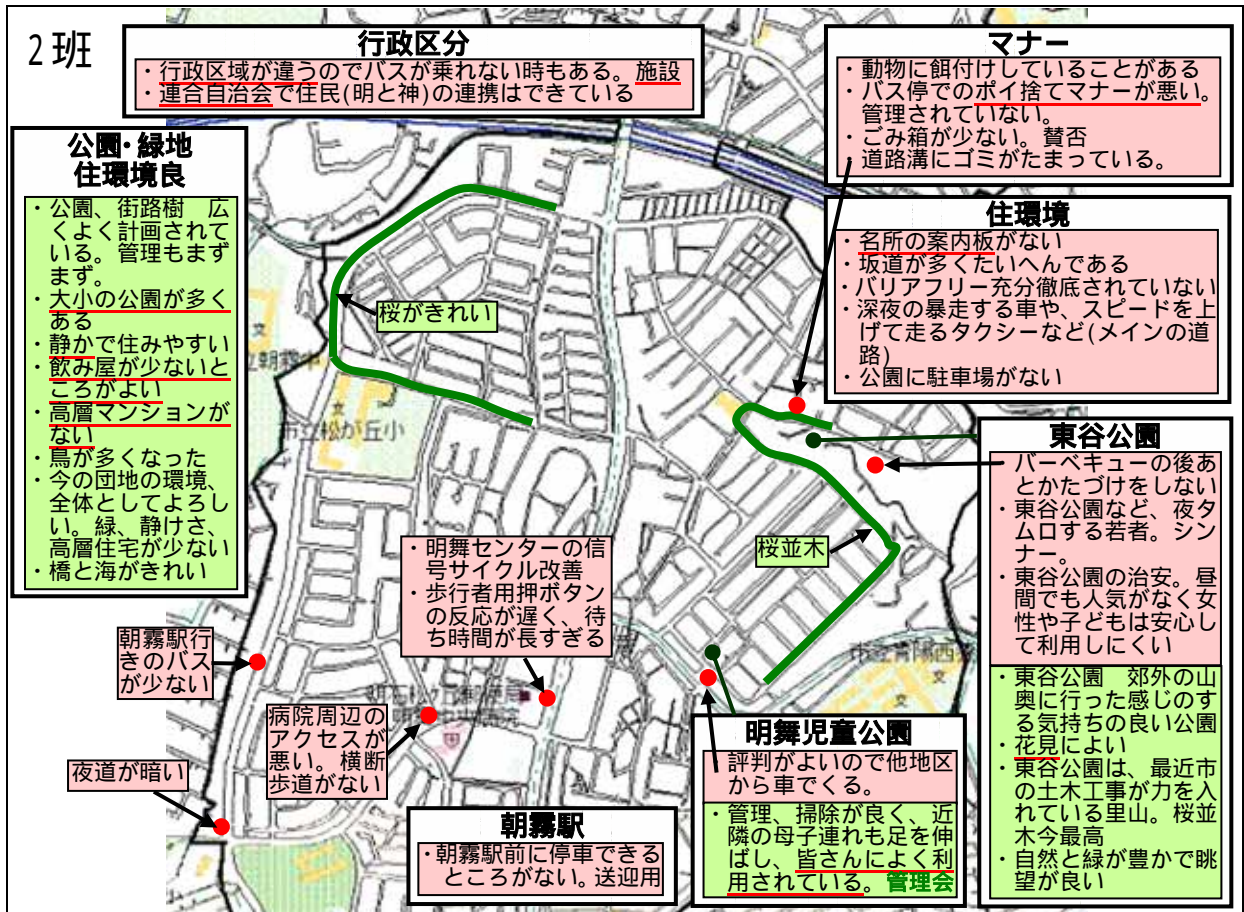 2班
行政区分
・行政区域が違うのでバスが乗れない時もある。施設
・連合自治会で住民(明と神)の連携はできている
マナー
・動物に餌付けしていることがある
・バス停でのポイ捨てマナーが悪い。
管理されていない。
・ごみ箱が少ない。賛否
・道路溝にゴミがたまっている。
公園・緑地
住環境良
・公園、街路樹 広
くよく計画されて
いる。管理もまず
まず。
・大小の公園が多く
ある
・静かで住みやすい
・飲み屋が少ないと
ころがよい
・高層マンションが
ない
・鳥が多くなった
・今の団地の環境、
全体としてよろし
い。緑、静けさ、
高層住宅が少ない
・橋と海がきれい
住環境
・名所の案内板がない
・坂道が多くたいへんである
・バリアフリー充分徹底されていない
・深夜の暴走する車や、スピードを上
げて走るタクシーなど(メインの道
路)
・公園に駐車場がない
桜がきれい
文
文
市立松が丘小
桜並木
東谷公園
・バーベキューの後あ
とかたづけをしない
・東谷公園など、夜タ
ムロする若者。シン
ナー。
・東谷公園の治安。昼
間でも人気がなく女
性や子どもは安心し
て利用しにくい
・東谷公園 郊外の山
奥に行った感じのす
る気持ちの良い公園
・花見によい
・東谷公園は、最近市
の土木工事が力を入
れている里山。桜並
木今最高
・自然と緑が豊かで眺
望が良い
・明舞センターの信
号サイクル改善
・歩行者用押ボタン
の反応が遅く、待
ち時間が長すぎる
朝霧駅行
きのバス
が少ない
病院周辺の
アクセスが
悪い。横断
歩道がない
夜道が暗い
文
文
朝霧駅
・朝霧駅前に停車できる
ところがない。送迎用
明舞児童公園
・評判がよいので他地区
から車でくる。
・管理、掃除が良く、近
隣の母子連れも足を伸
ばし、皆さんによく利
用されている。管理会